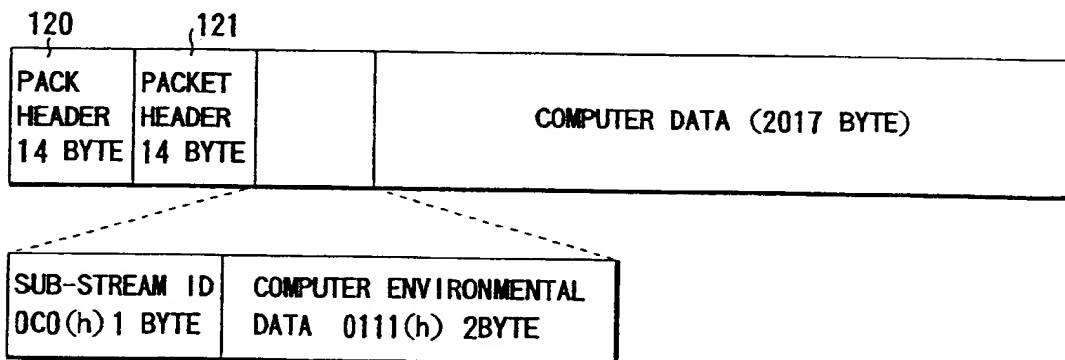 120
121
PACK
HEADER
14 BYTE
PACKET
HEADER
14 BYTE
COMPUTER DATA (2017 BYTE)
SUB-STREAM ID
0C0(h) 1 BYTE
COMPUTER ENVIRONMENTAL
DATA 0111(h) 2BYTE